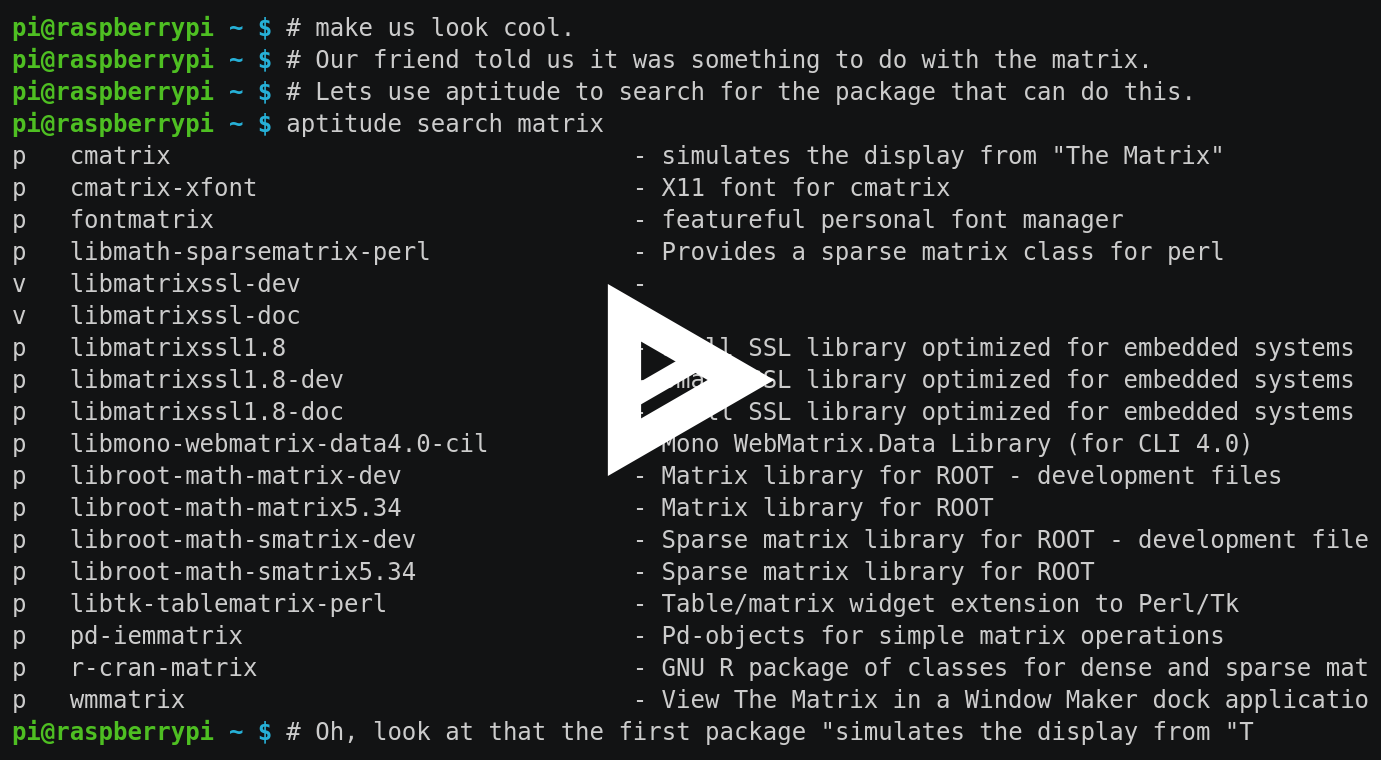 pi@raspberrypi ~ $ # make us look cool.
pi@raspberrypi ~ $ # Our friend told us it was something to do with the matrix.
pi@raspberrypi ~ $ # Lets use aptitude to search for the package that can do this.
pi@raspberrypi ~ $ aptitude search matrix
p   cmatrix                                - simulates the display from "The Matrix"
p   cmatrix-xfont                          - X11 font for cmatrix
p   fontmatrix                             - featureful personal font manager
p   libmath-sparsematrix-perl              - Provides a sparse matrix class for perl
v   libmatrixssl-dev                       -
v   libmatrixssl-doc
p   libmatrixssl1.8                        SSL library optimized for embedded systems
p   libmatrixssl1.8-dev                    library optimized for embedded systems
p   libmatrixssl1.8-doc                    SSL library optimized for embedded systems
p   libmono-webmatrix-data4.0-cil          Mono WebMatrix.Data Library (for CLI 4.0)
p   libroot-math-matrix-dev                - Matrix library for ROOT - development files
p   libroot-math-matrix5.34                - Matrix library for ROOT
p   libroot-math-smatrix-dev               - Sparse matrix library for ROOT - development file
p   libroot-math-smatrix5.34               - Sparse matrix library for ROOT
p   libtk-tablematrix-perl                 - Table/matrix widget extension to Perl/Tk
p   pd-iemmatrix                           - Pd-objects for simple matrix operations
p   r-cran-matrix                          - GNU R package of classes for dense and sparse mat
p   wmmatrix                               - View The Matrix in a Window Maker dock applicatio
pi@raspberrypi ~ $ # Oh, look at that the first package "simulates the display from "T